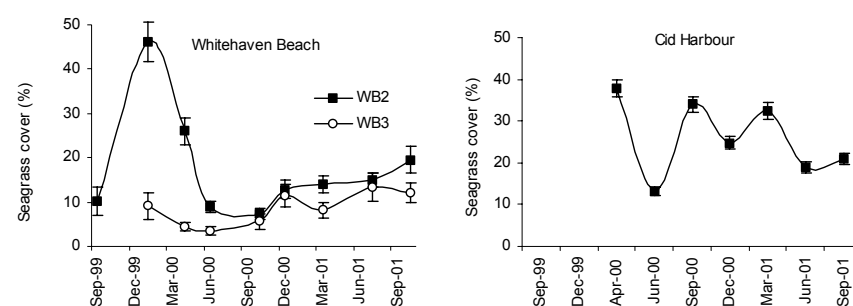 Whitehaven Beach
Seagrass cover (%)
50
40
30
20
10
0
WB2
WB3
Sep-99
Dec-99
Mar-00
Jun-00
Sep-00
Dec-00
Mar-01
Jun-01
Sep-01
Cid Harbour
Seagrass cover (%)
50
40
30
20
10
0
Sep-99
Dec-99
Apr-00
Jun-00
Sep-00
Dec-00
Mar-01
Jun-01
Sep-01